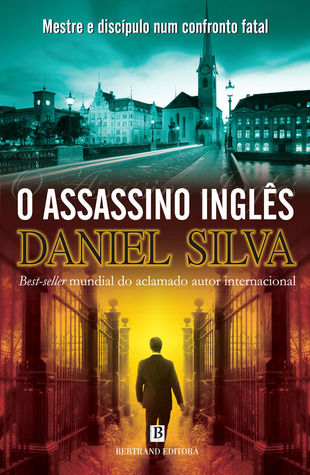 Mestre e discípulo num confronto fatal
O ASSASSINO INGLÊS
DANIEL SILVA
Best-seller mundial do aclamado autor internacional
B
BERTRAND EDITORA